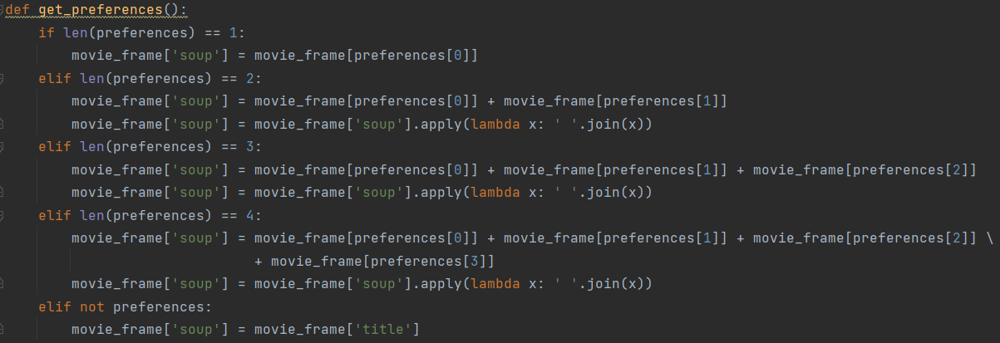 def get_preferences():
    if len(preferences) == 1:
        movie_frame['soup'] = movie_frame[preferences[0]]
    elif len(preferences) == 2:
        movie_frame['soup'] = movie_frame[preferences[0]] + movie_frame[preferences[1]]
        movie_frame['soup'] = movie_frame['soup'].apply(lambda x: ' '.join(x))
    elif len(preferences) == 3:
        movie_frame['soup'] = movie_frame[preferences[0]] + movie_frame[preferences[1]] + movie_frame[preferences[2]]
        movie_frame['soup'] = movie_frame['soup'].apply(lambda x: ' '.join(x))
    elif len(preferences) == 4:
        movie_frame['soup'] = movie_frame[preferences[0]] + movie_frame[preferences[1]] + movie_frame[preferences[2]] \
                              + movie_frame[preferences[3]]
        movie_frame['soup'] = movie_frame['soup'].apply(lambda x: ' '.join(x))
    elif not preferences:
        movie_frame['soup'] = movie_frame['title']